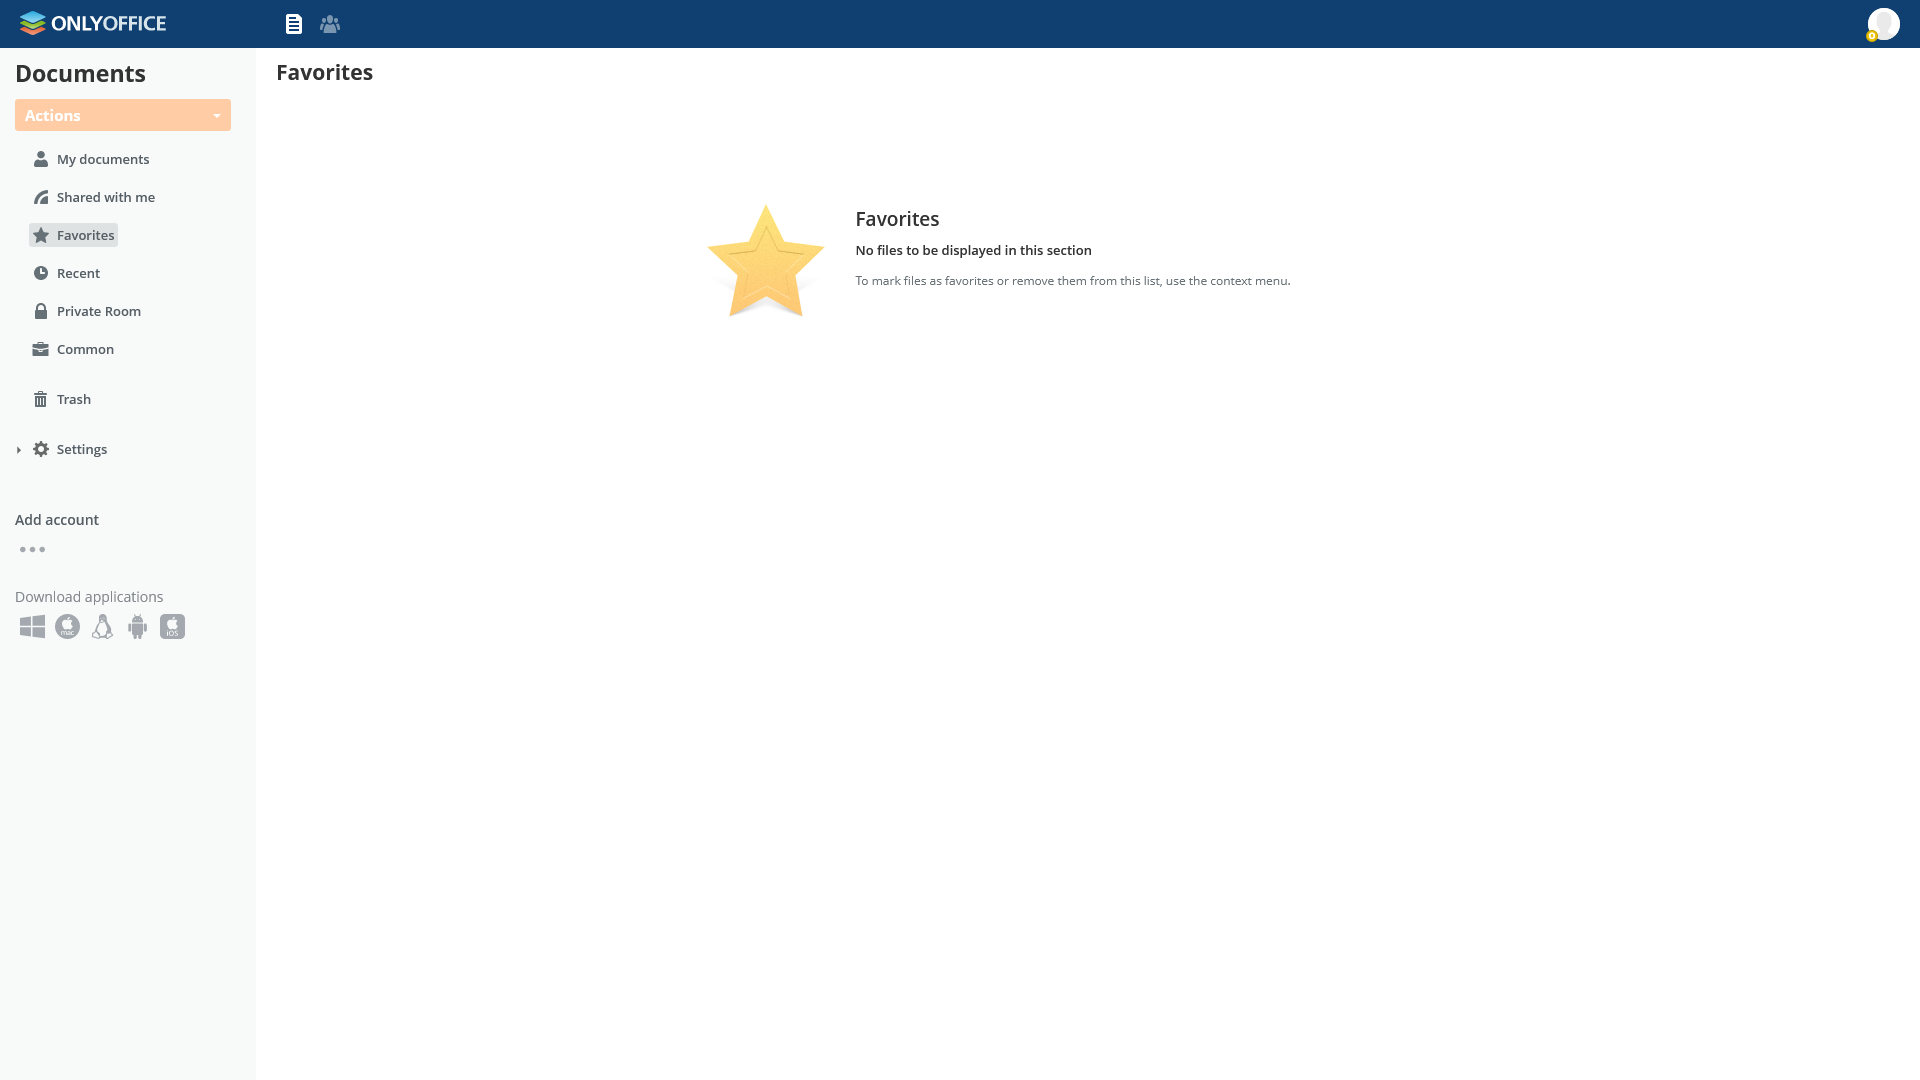 ONLYOFFICE
Documents
Favorites
Actions
My documents
Shared with me
Favorites
Recent
Private Room
Common
Trash
Settings
Add account
Download applications
mac
iOS
Favorites
No files to be displayed in this section
To mark files as favorites or remove them from this list, use the context menu.